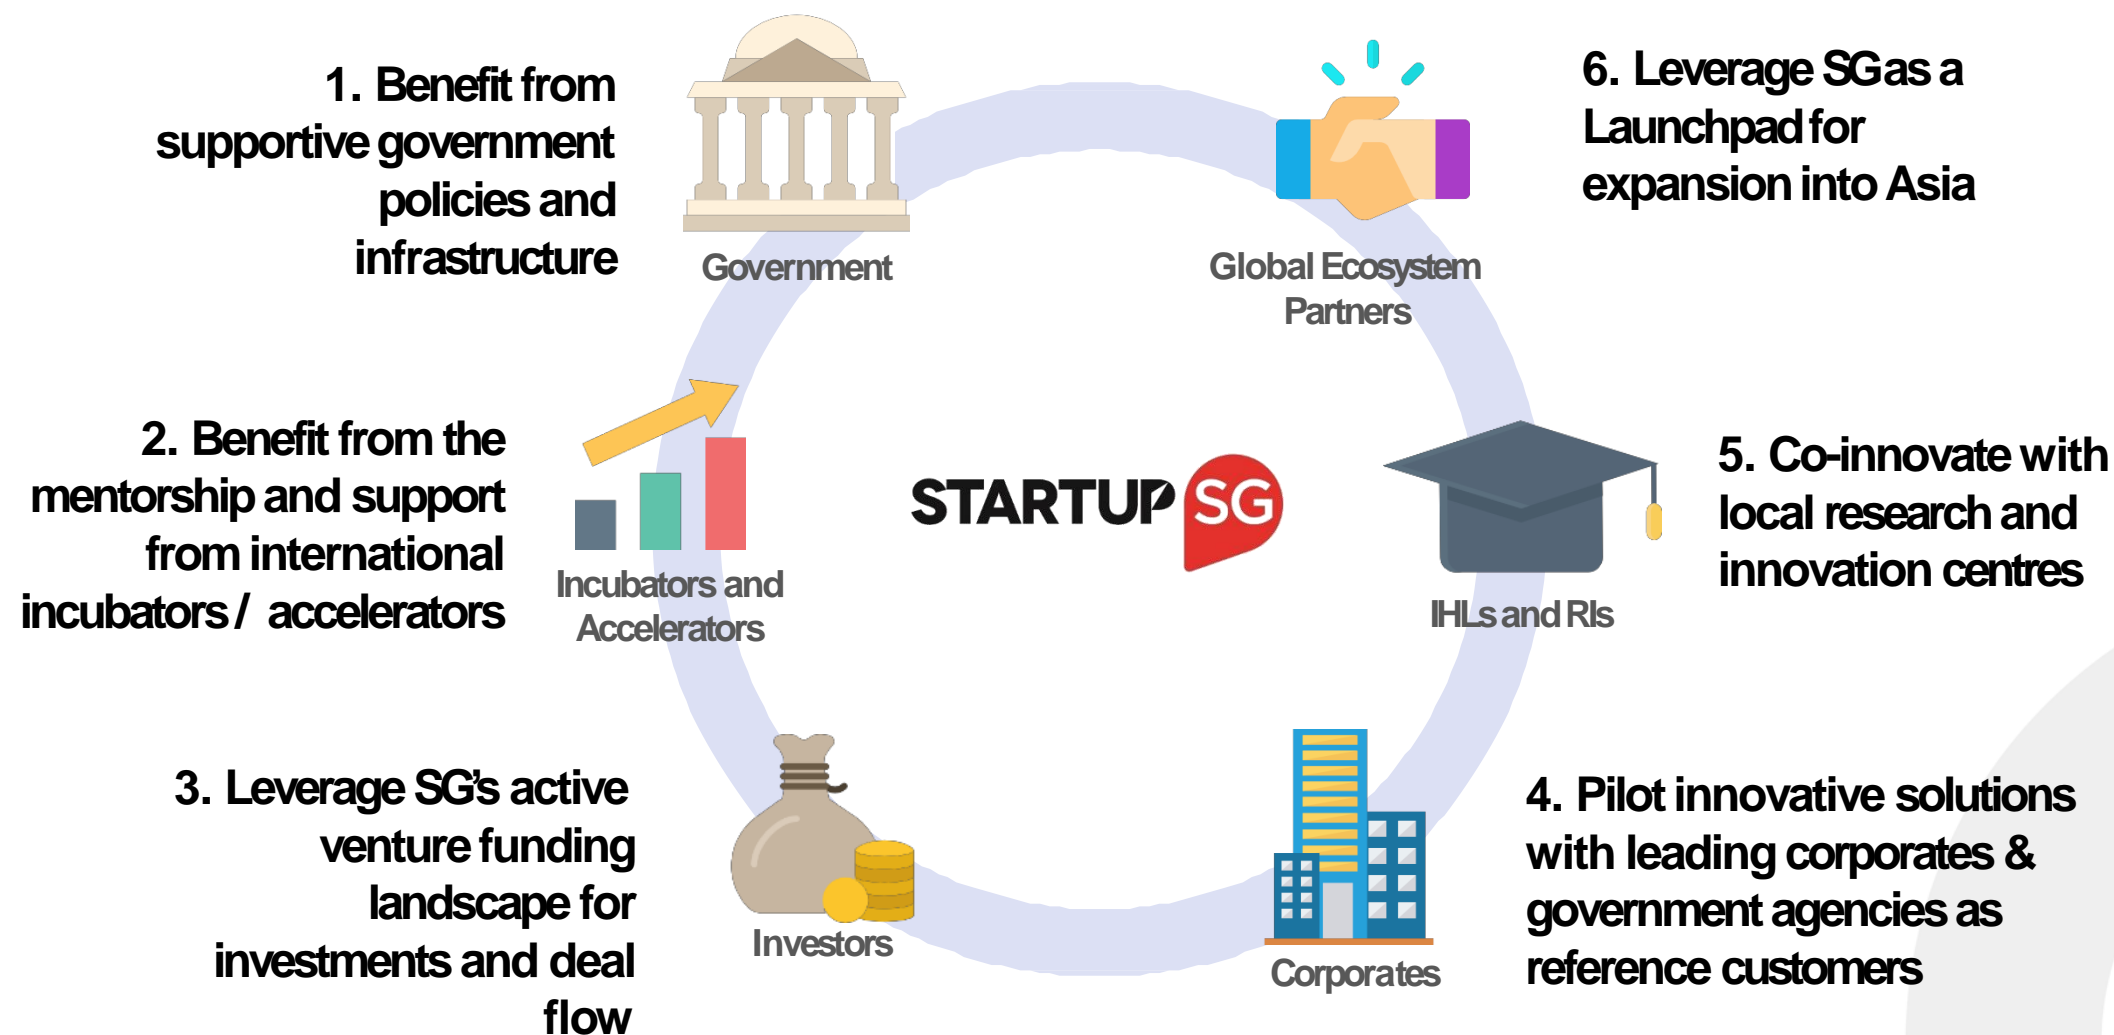 1. Benefit from
supportive government
policies and
infrastructure
Government
2. Benefit from the
mentorship and support
from international
incubators / accelerators
Incubators and
Accelerators
3. Leverage SG's active
venture funding
landscape for
investments and deal
flow
Investors
STARTUP SG
6. Leverage SG as a
Launchpad for
expansion into Asia
Global Ecosystem
Partners
5. Co-innovate with
local research and
innovation centres
IHLs and RIs
4. Pilot innovative solutions
with leading corporates &
government agencies as
reference customers
Corporates